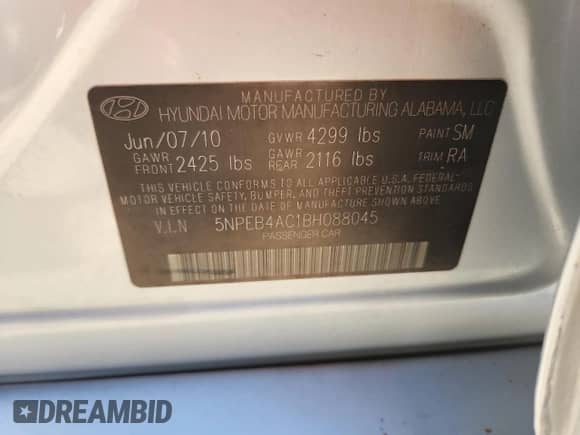 MANUFACTURED BY
HYUNDAI MOTOR MANUFACTURING ALABAMA, LLC
Jun/07/10 GVWR 4299 lbs PAINT SM
GAWR FRONT 2425 lbs GAWR REAR 2116 lbs TRIM RA
THIS VEHICLE CONFORMS TO ALL APPLICABLE U.S.A. FEDERAL
MOTOR VEHICLE SAFETY, BUMPER, AND THEFT PREVENTION STANDARDS
IN EFFECT ON THE DATE OF MANUFACTURE SHOWN ABOVE.
V.I.N 5NPEB4AC1BH088045
PASSENGER CAR
DREAMBID